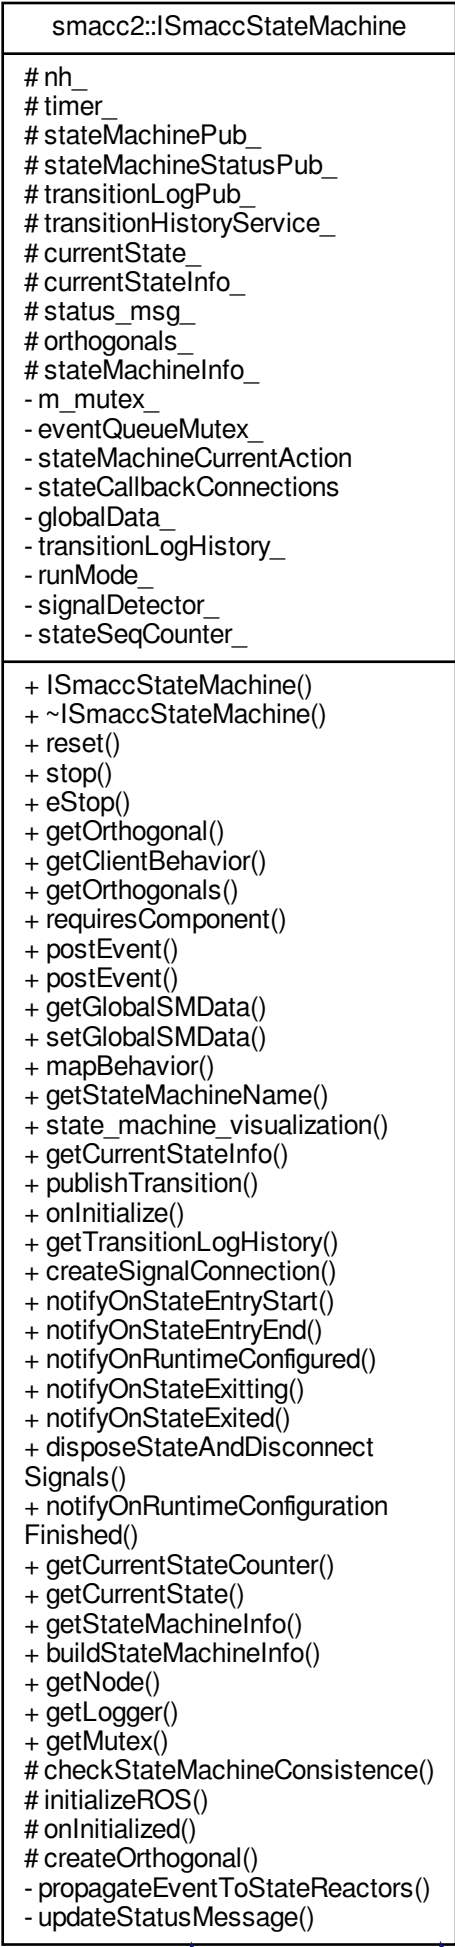 smacc2::ISmaccStateMachine
# nh_
# timer_
# stateMachinePub_
# stateMachineStatusPub_
# transitionLogPub_
# transitionHistoryService_
# currentState_
# currentStateInfo_
# status_msg_
# orthogonals_
# stateMachineInfo_
- m_mutex_
- eventQueueMutex_
- stateMachineCurrentAction
- stateCallbackConnections
- globalData_
- transitionLogHistory_
- runMode_
- signalDetector_
- stateSeqCounter_
+ ISmaccStateMachine()
+ ~ISmaccStateMachine()
+ reset()
+ stop()
+ eStop()
+ getOrthogonal()
+ getClientBehavior()
+ getOrthogonals()
+ requiresComponent()
+ postEvent()
+ postEvent()
+ getGlobalSMData()
+ setGlobalSMData()
+ mapBehavior()
+ getStateMachineName()
+ state_machine_visualization()
+ getCurrentStateInfo()
+ publishTransition()
+ onInitialize()
+ getTransitionLogHistory()
+ createSignalConnection()
+ notifyOnStateEntryStart()
+ notifyOnStateEntryEnd()
+ notifyOnRuntimeConfigured()
+ notifyOnStateExitting()
+ notifyOnStateExited()
+ disposeStateAndDisconnect
Signals()
+ notifyOnRuntimeConfiguration
Finished()
+ getCurrentStateCounter()
+ getCurrentState()
+ getStateMachineInfo()
+ buildStateMachineInfo()
+ getNode()
+ getLogger()
+ getMutex()
# checkStateMachineConsistence()
# initializeROS()
# onInitialized()
# createOrthogonal()
- propagateEventToStateReactors()
- updateStatusMessage()